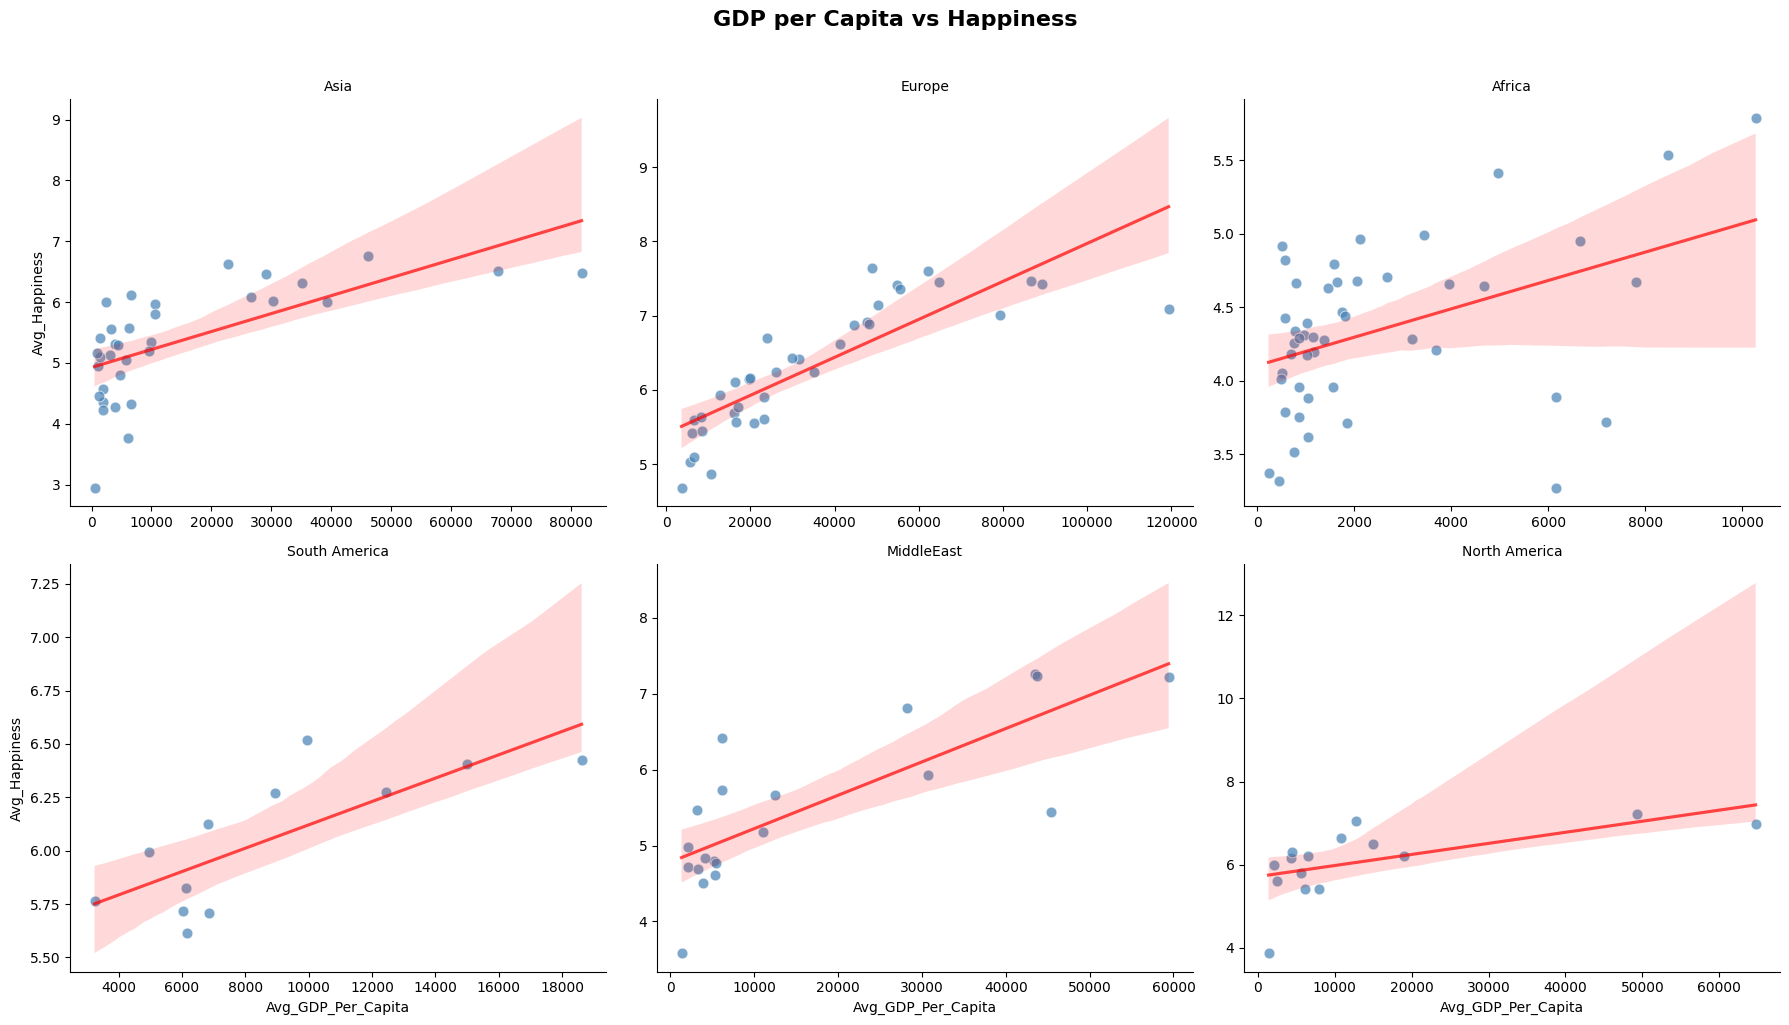 GDP per Capita vs Happiness
Asia
Europe
Africa
Avg_Happiness
9
8
7
6
5
4
3
0 10000 20000 30000 40000 50000 60000 70000 80000
9
8
7
6
5
0 20000 40000 60000 80000 100000 120000
5.5
5.0
4.5
4.0
3.5
0 2000 4000 6000 8000 10000
South America
MiddleEast
North America
Avg_Happiness
7.25
7.00
6.75
6.50
6.25
6.00
5.75
5.50
4000 6000 8000 10000 12000 14000 16000 18000
Avg_GDP_Per_Capita
8
7
6
5
4
0 10000 20000 30000 40000 50000 60000
Avg_GDP_Per_Capita
12
10
8
6
4
0 10000 20000 30000 40000 50000 60000
Avg_GDP_Per_Capita